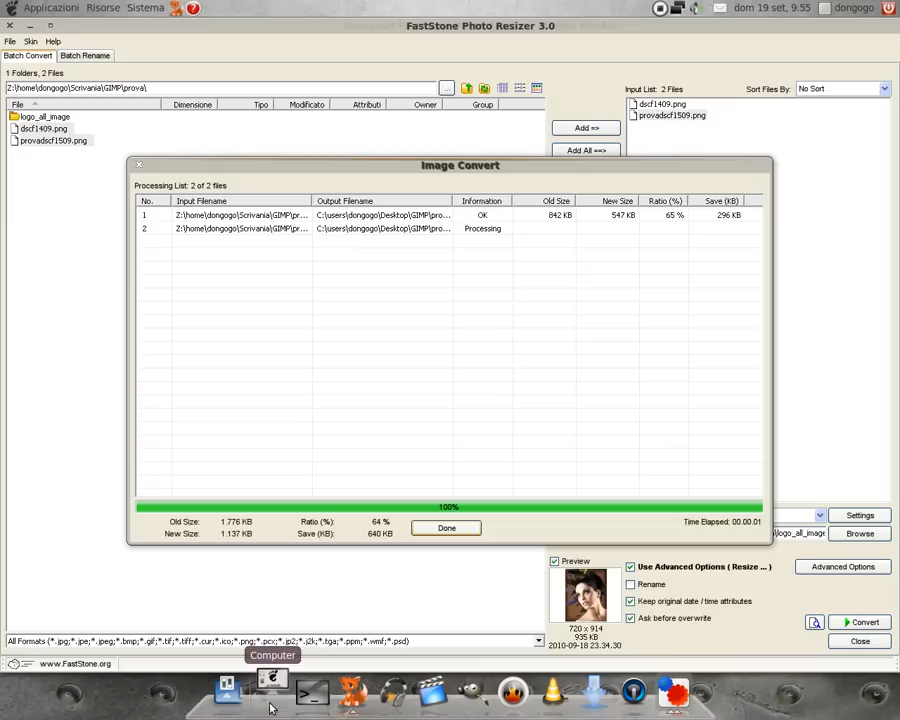 Applicazioni Risorse Sistema dom 19 set, 9.55 dongogo
FastStone Photo Resizer 3.0
File Skin Help
Batch Convert Batch Rename
1 Folders, 2 Files
Z:\home\dongogo\Scrivania\GIMP\prova\ ... Input List: 2 Files Sort Files By: No Sort
File Dimensione Tipo Modificato Attributi Owner Group
logo_all_image
dscf1409.png
provadscf1509.png
dscf1409.png
provadscf1509.png
Add =>
Add All ==>
Image Convert
Processing List: 2 of 2 files
No. Input Filename Output Filename Information Old Size New Size Ratio (%) Save (KB)
1 Z:\home\dongogo\Scrivania\GIMP\pr... C:\users\dongogo\Desktop\GIMP\pro... OK 842 KB 547 KB 65 % 296 KB
2 Z:\home\dongogo\Scrivania\GIMP\pr... C:\users\dongogo\Desktop\GIMP\pro... Processing
100%
Old Size: 1.776 KB Ratio (%): 64 % Done Time Elapsed: 00.00.01
New Size: 1.137 KB Save (KB): 640 KB
Settings
\logo_all_image Browse
Preview Use Advanced Options ( Resize ... ) Advanced Options
Rename
Keep original date / time attributes
Ask before overwrite Convert
720 x 914
935 KB
2010-09-18 23.34.30
Close
All Formats (*.jpg;*.jpe;*.jpeg;*.bmp;*.gif;*.tif;*.tiff;*.cur;*.ico;*.png;*.pcx;*.jp2;*.j2k;*.tga;*.ppm;*.wmf;*.psd)
Computer
www.FastStone.org